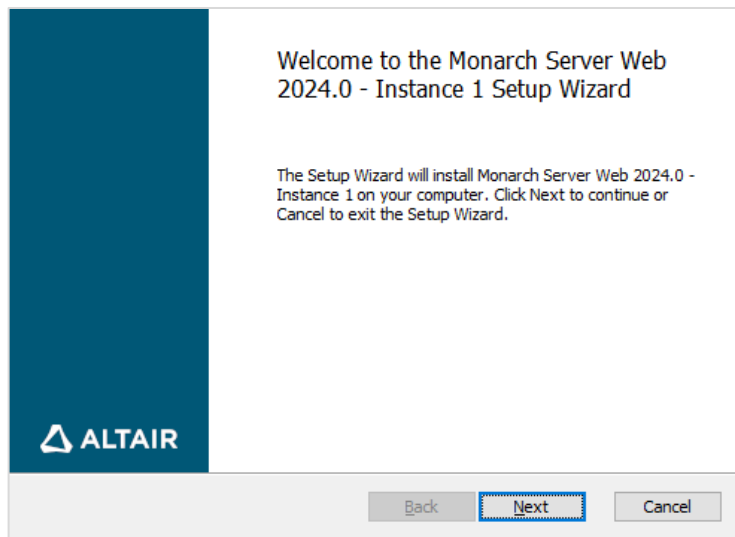 Welcome to the Monarch Server Web
2024.0 - Instance 1 Setup Wizard
The Setup Wizard will install Monarch Server Web 2024.0 -
Instance 1 on your computer. Click Next to continue or
Cancel to exit the Setup Wizard.
ALTAIR
Back Next Cancel